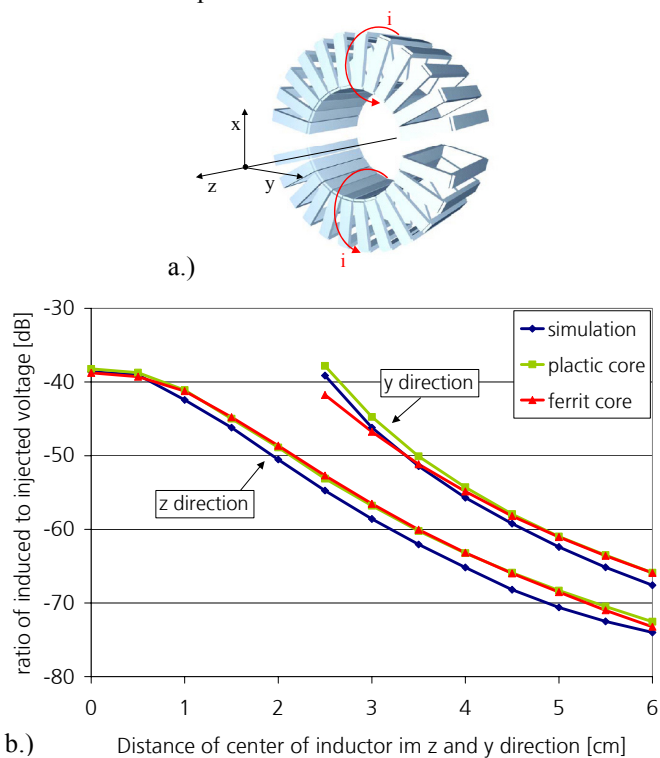 i
x
z
y
i
a.)
-30
-40
-50
-60
-70
-80
ratio of induced to injected voltage [dB]
simulation
plactic core
ferrit core
y direction
z direction
0 1 2 3 4 5 6
b.) Distance of center of inductor im z and y direction [cm]